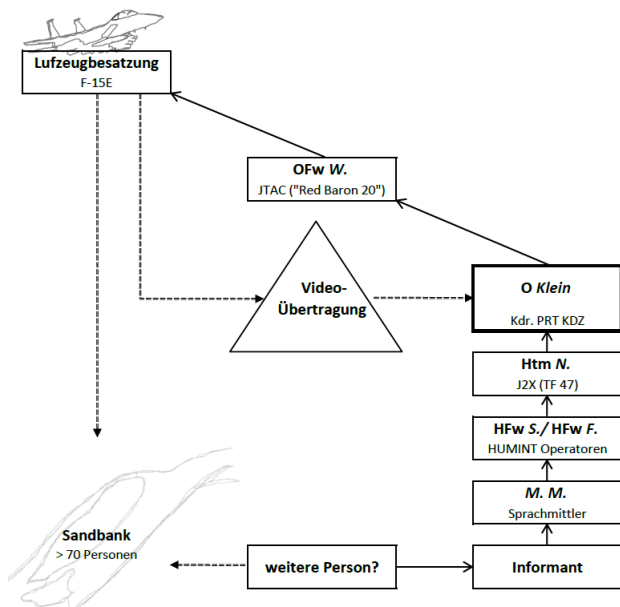 Lufzeugbesatzung
F-15E
OFw W.
JTAC ("Red Baron 20")
Video-
Übertragung
O Klein
Kdr. PRT KDZ
Htm N.
J2X (TF 47)
HFw S./ HFw F.
HUMINT Operatoren
M. M.
Sprachmittler
Sandbank
> 70 Personen
weitere Person?
Informant